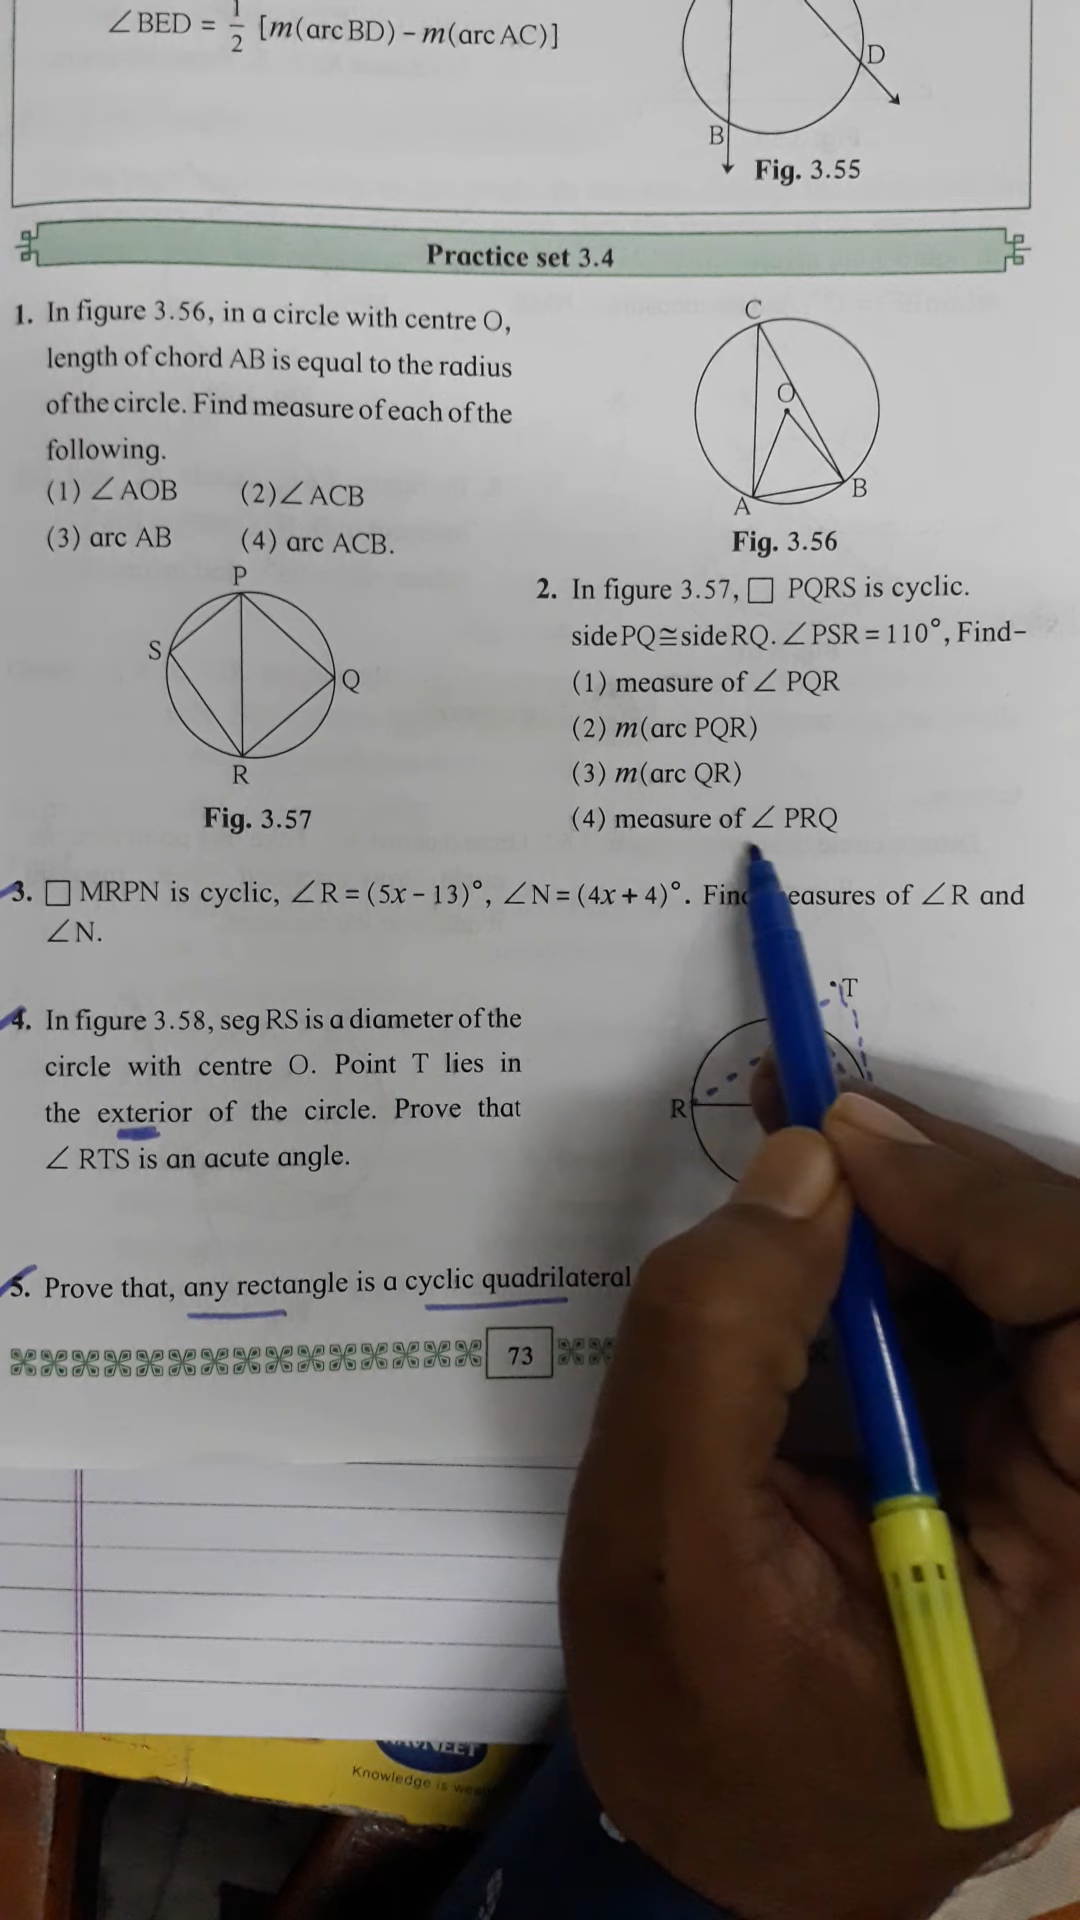 ∠BED = 1/2 [m(arc BD) – m(arc AC)]
D
B
Fig. 3.55
Practice set 3.4
1. In figure 3.56, in a circle with centre O,
length of chord AB is equal to the radius
of the circle. Find measure of each of the
following.
(1) ∠AOB (2)∠ACB
(3) arc AB (4) arc ACB.
C
O
A
B
Fig. 3.56
P
S
Q
R
Fig. 3.57
2. In figure 3.57, □ PQRS is cyclic.
side PQ ≅ side RQ. ∠PSR = 110°, Find–
(1) measure of ∠PQR
(2) m(arc PQR)
(3) m(arc QR)
(4) measure of ∠PRQ
3. □ MRPN is cyclic, ∠R = (5x – 13)°, ∠N = (4x + 4)°. easures of ∠R and
∠N.
4. In figure 3.58, seg RS is a diameter of the
circle with centre O. Point T lies in
the exterior of the circle. Prove that
∠RTS is an acute angle.
T
R
5. Prove that, any rectangle is a cyclic quadrilateral
73
Knowledge is